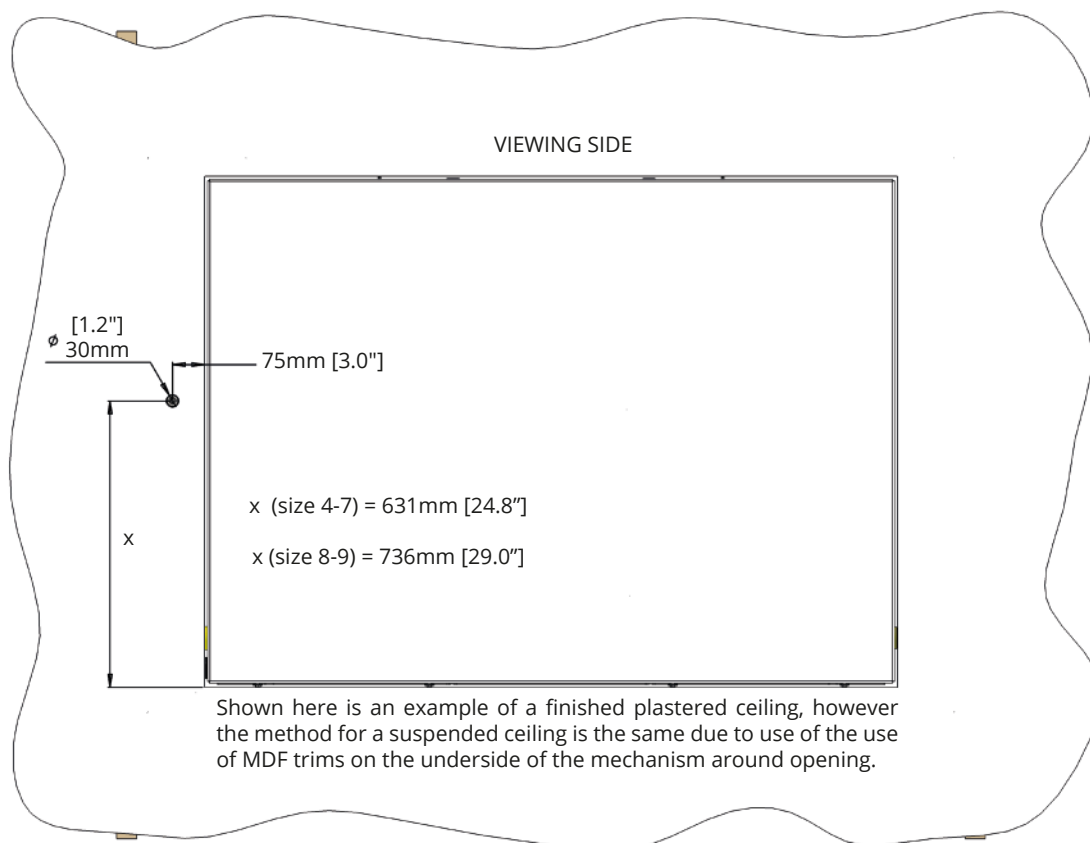 VIEWING SIDE
[1.2"]
⌀ 30mm
75mm [3.0"]
x (size 4-7) = 631mm [24.8”]
x
x (size 8-9) = 736mm [29.0”]
Shown here is an example of a finished plastered ceiling, however
the method for a suspended ceiling is the same due to use of the use
of MDF trims on the underside of the mechanism around opening.